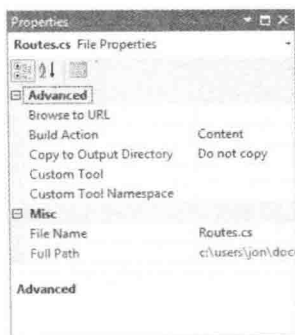 Properties
Routes.cs File Properties
Advanced
Browse to URL
Build Action Content
Copy to Output Directory Do not copy
Custom Tool
Custom Tool Namespace
Misc
File Name Routes.cs
Full Path c:\users\jon\doc
Advanced